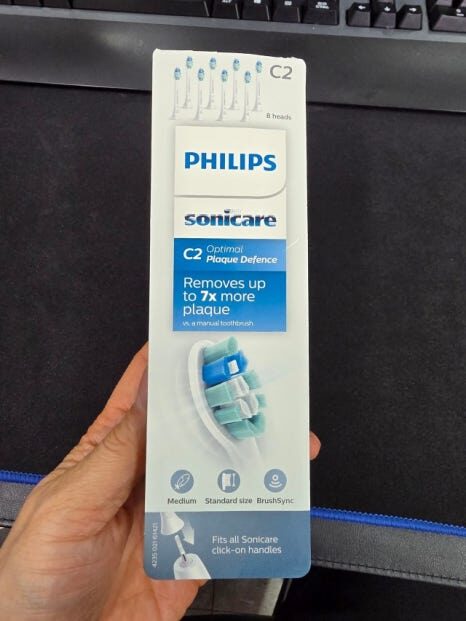 C2
8 heads
PHILIPS
sonicare
C2 Optimal
Plaque Defence
Removes up
to 7x more
plaque
vs. a manual toothbrush
Medium Standard size BrushSync
Fits all Sonicare
click-on handles